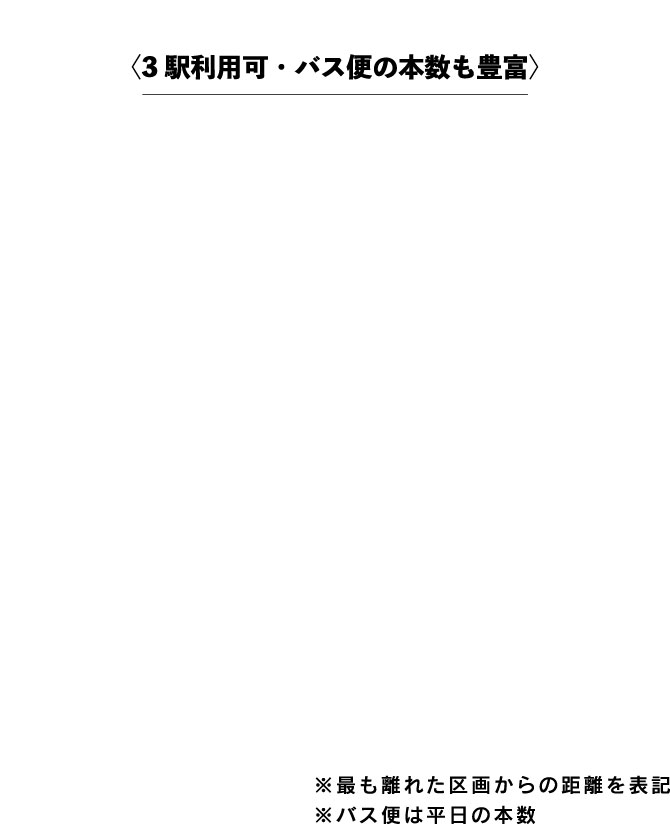 〈3駅利用可・バス便の本数も豊富〉
※最も離れた区画からの距離を表記
※バス便は平日の本数